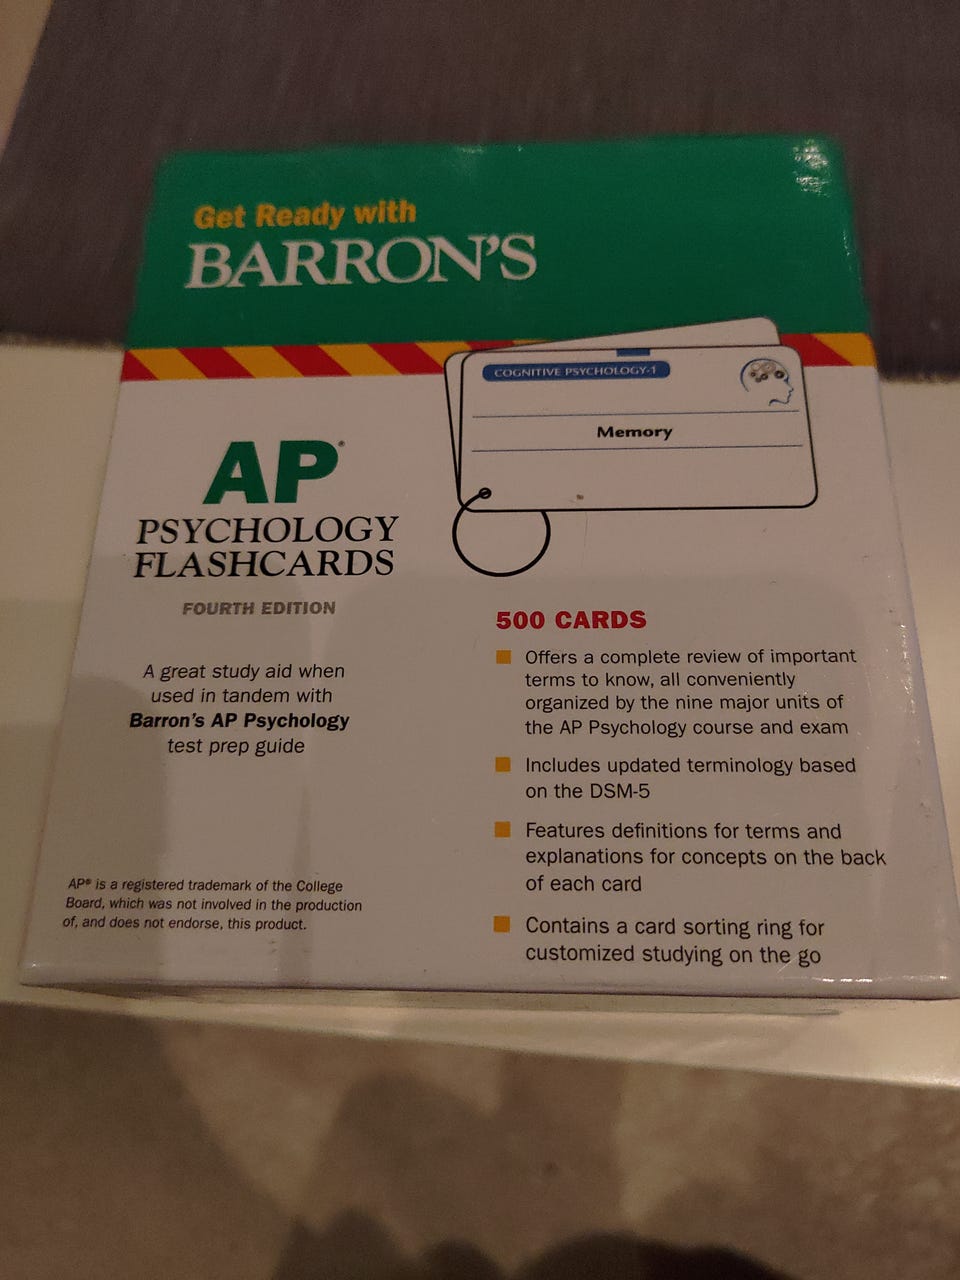 Get Ready with
BARRON'S
COGNITIVE PSYCHOLOGY-1
Memory
AP®
PSYCHOLOGY
FLASHCARDS
FOURTH EDITION
A great study aid when
used in tandem with
Barron's AP Psychology
test prep guide
AP® is a registered trademark of the College
Board, which was not involved in the production
of, and does not endorse, this product.
500 CARDS
Offers a complete review of important
terms to know, all conveniently
organized by the nine major units of
the AP Psychology course and exam
Includes updated terminology based
on the DSM-5
Features definitions for terms and
explanations for concepts on the back
of each card
Contains a card sorting ring for
customized studying on the go